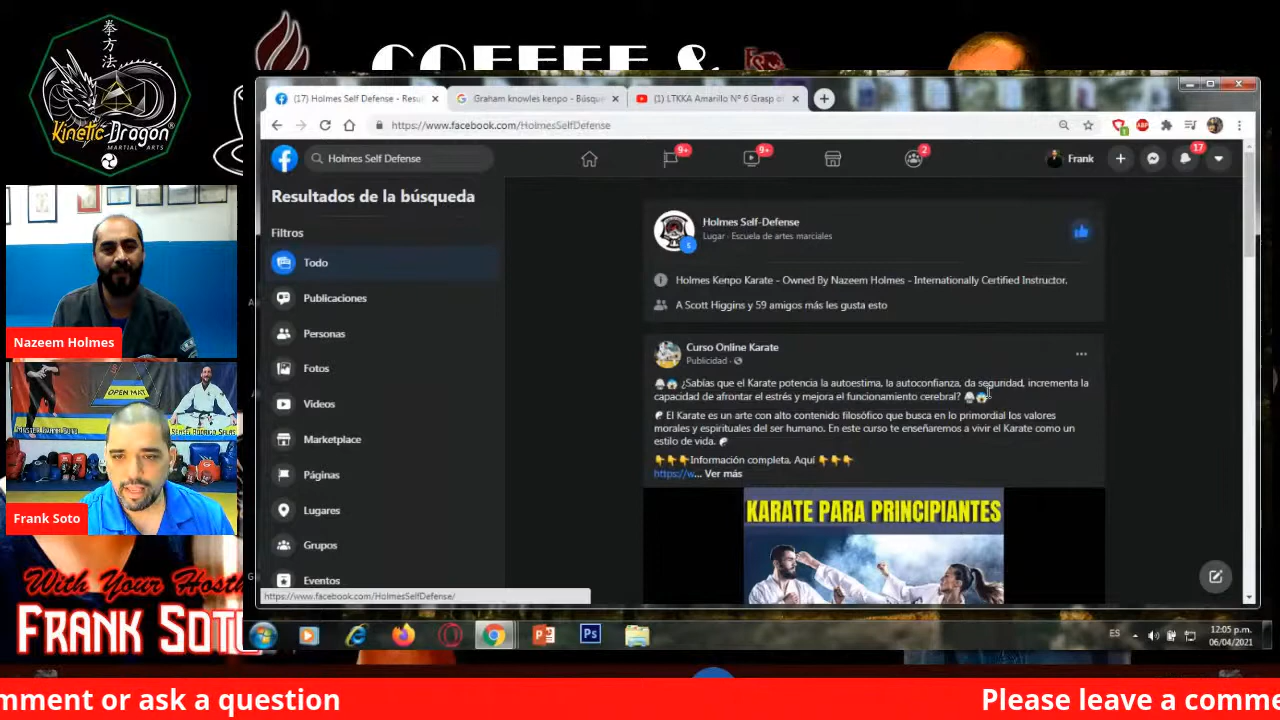 拳
方
法
Kinetic Dragon®
MARTIAL ARTS
COFFEE &
Nazeem Holmes
OPEN MAT
Frank Soto
With Your Host
FRANK SOTO
(17) Holmes Self Defense - Resu
Graham knowles kenpo - Búsque
(1) LTKKA Amarillo Nº 6 Grasp o
https://www.facebook.com/HolmesSelfDefense
ABP
Holmes Self Defense
9+
9+
2
Frank
17
Resultados de la búsqueda
Filtros
Todo
Publicaciones
Personas
Fotos
Videos
Marketplace
Páginas
Lugares
Grupos
Eventos
https://www.facebook.com/HolmesSelfDefense/
Holmes Self-Defense
Lugar · Escuela de artes marciales
Holmes Kenpo Karate - Owned By Nazeem Holmes - Internationally Certified Instructor.
A Scott Higgins y 59 amigos más les gusta esto
Curso Online Karate
Publicidad ·
¿Sabías que el Karate potencia la autoestima, la autoconfianza, da seguridad, incrementa la
capacidad de afrontar el estrés y mejora el funcionamiento cerebral?
El Karate es un arte con alto contenido filosófico que busca en lo primordial los valores
morales y espirituales del ser humano. En este curso te enseñaremos a vivir el Karate como un
estilo de vida.
Información completa. Aquí
https://w... Ver más
KARATE PARA PRINCIPIANTES
ES
12:05 p.m.
06/04/2021
mment or ask a question
Please leave a comme